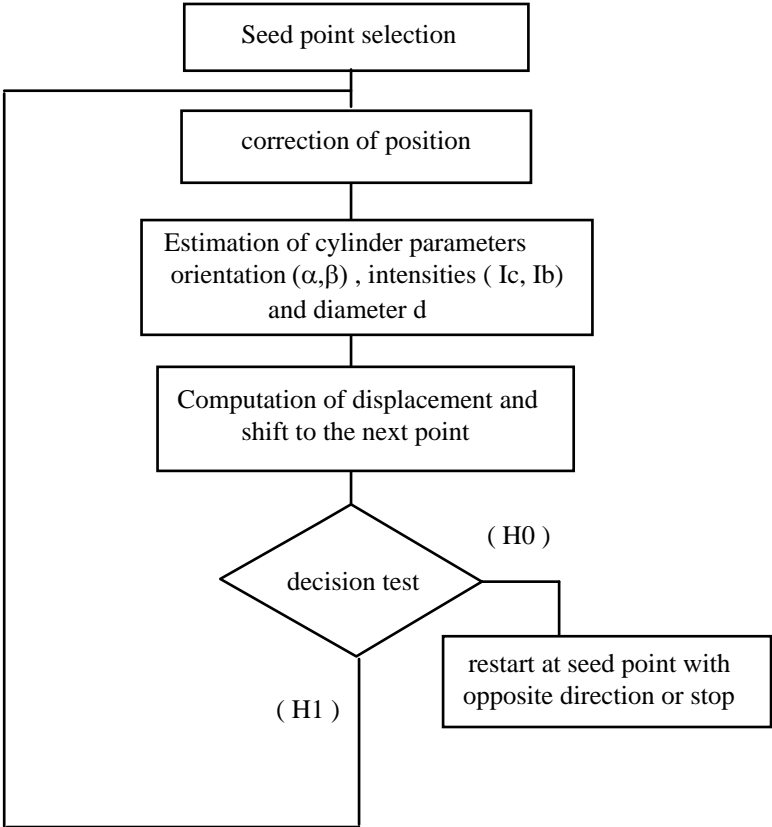 Seed point selection
correction of position
Estimation of cylinder parameters
orientation (α,β) , intensities ( Ic, Ib)
and diameter d
Computation of displacement and
shift to the next point
( H0 )
decision test
restart at seed point with
opposite direction or stop
( H1 )